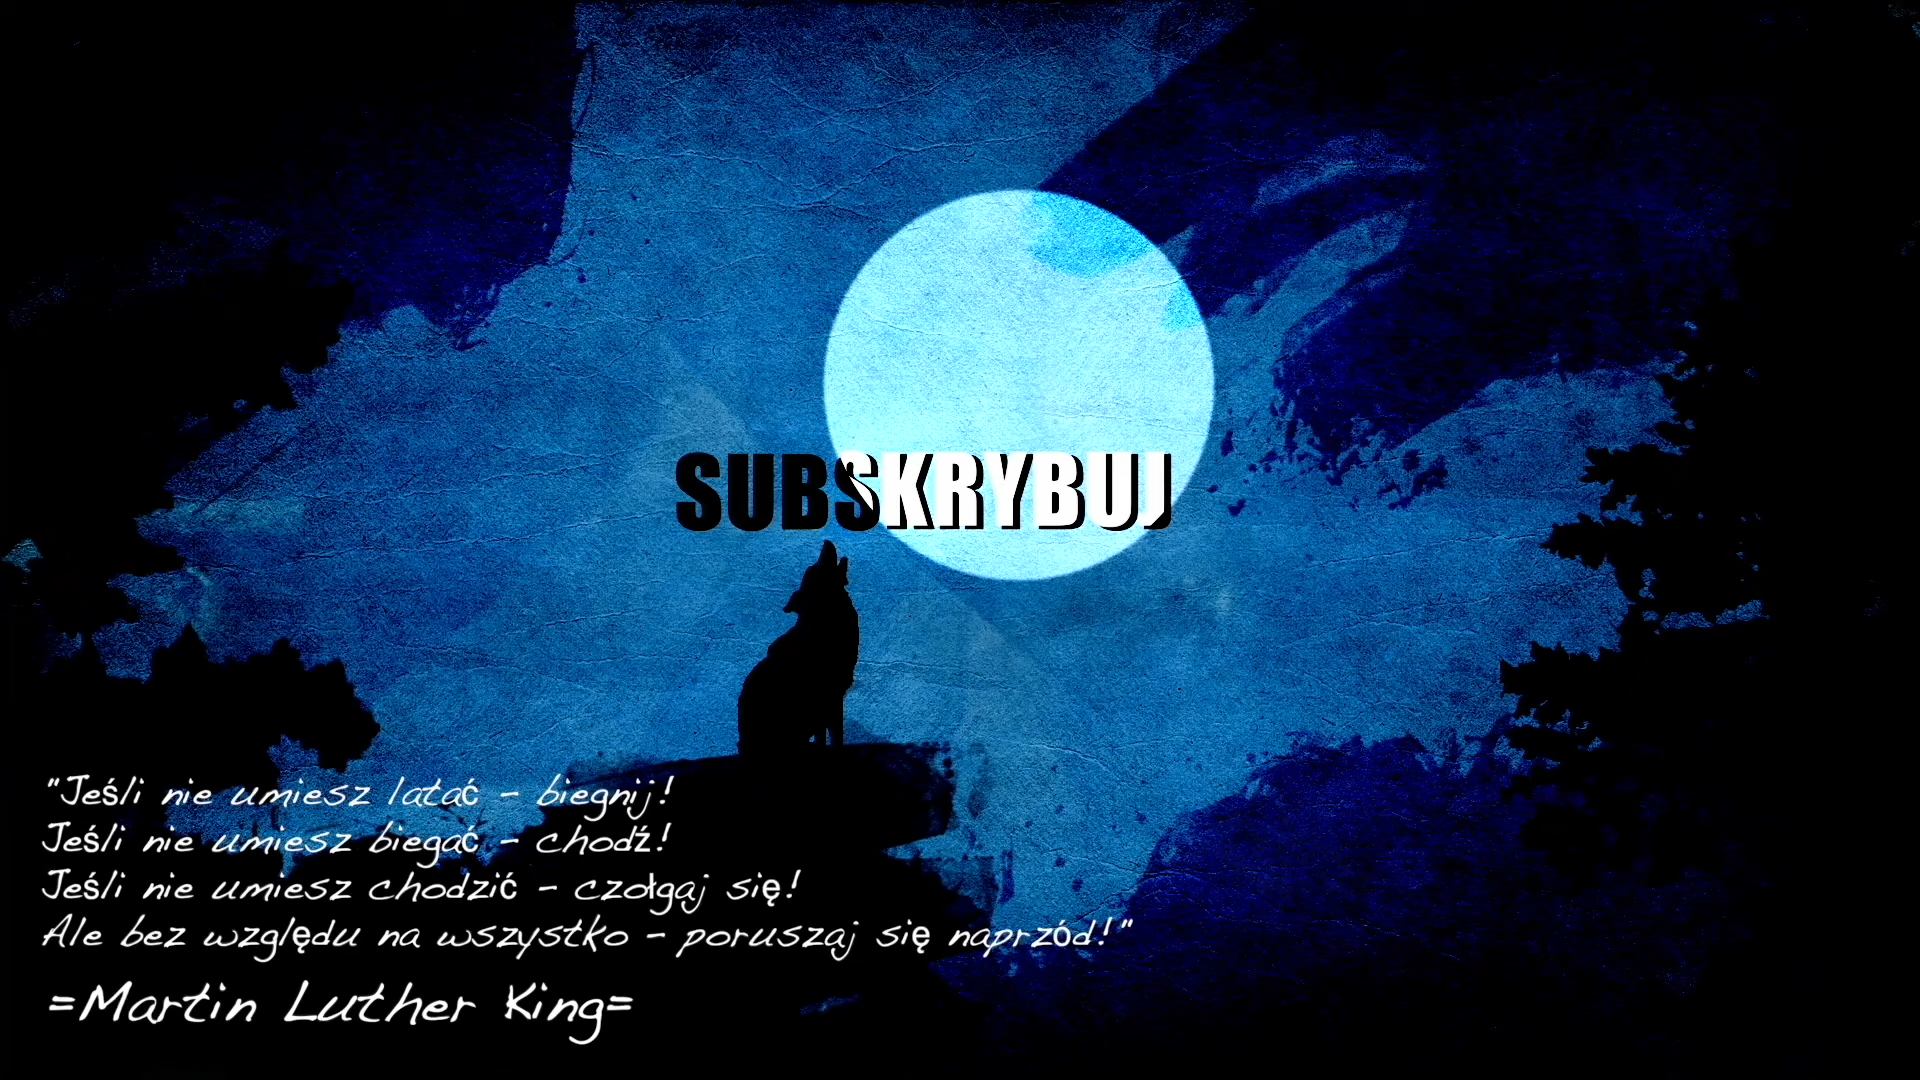 SUBSKRYBUJ
"Jeśli nie umiesz latać - biegnij!
Jeśli nie umiesz biegać - chodź!
Jeśli nie umiesz chodzić - czołgaj się!
Ale bez względu na wszystko - poruszaj się naprzód!"
=Martin Luther King=